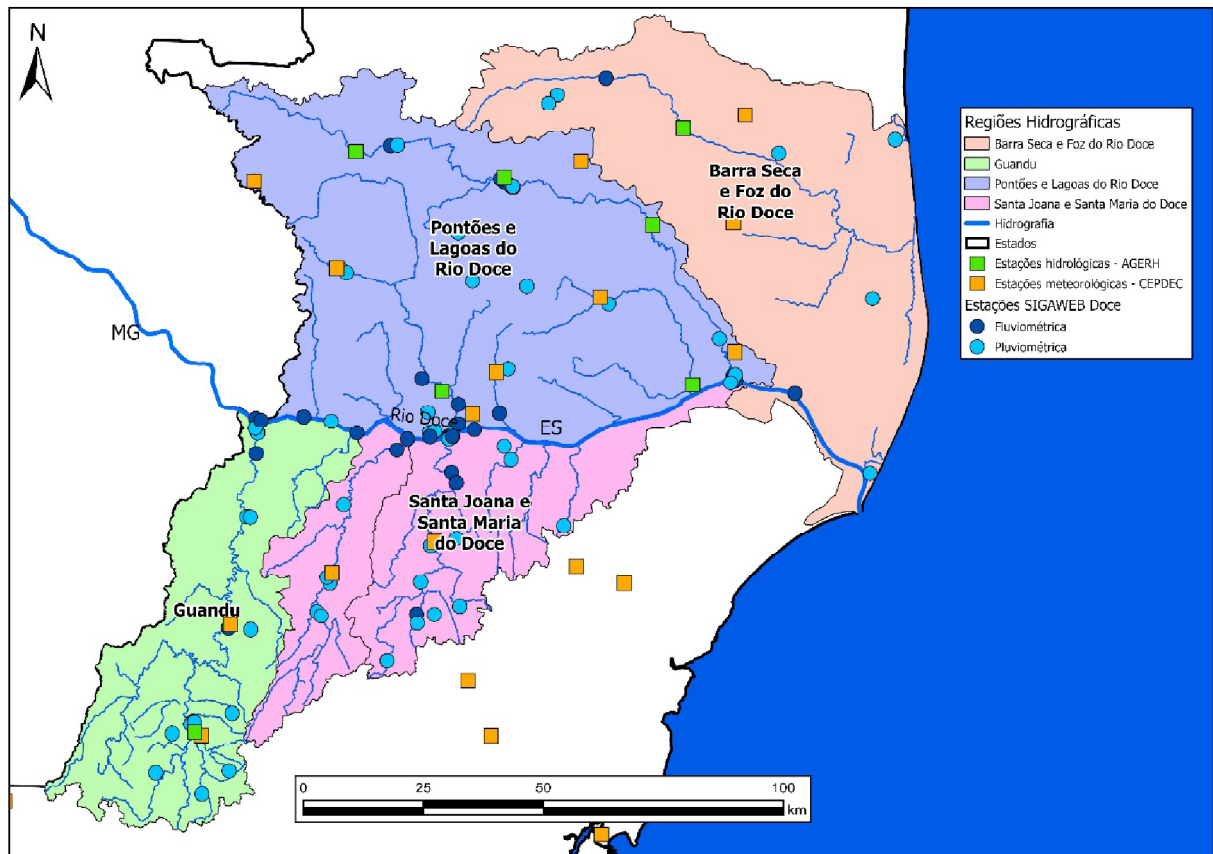 N
MG
ES
Rio Doce
Pontões e
Lagoas do
Rio Doce
Barra Seca
e Foz do
Rio Doce
Santa Joana e
Santa Maria
do Doce
Guandu
Regiões Hidrográficas
Barra Seca e Foz do Rio Doce
Guandu
Pontões e Lagoas do Rio Doce
Santa Joana e Santa Maria do Doce
Hidrografia
Estados
Estações hidrológicas - AGERH
Estações meteorológicas - CEPDEC
Estações SIGAWEB Doce
Fluviométrica
Pluviométrica
0 25 50 100
km